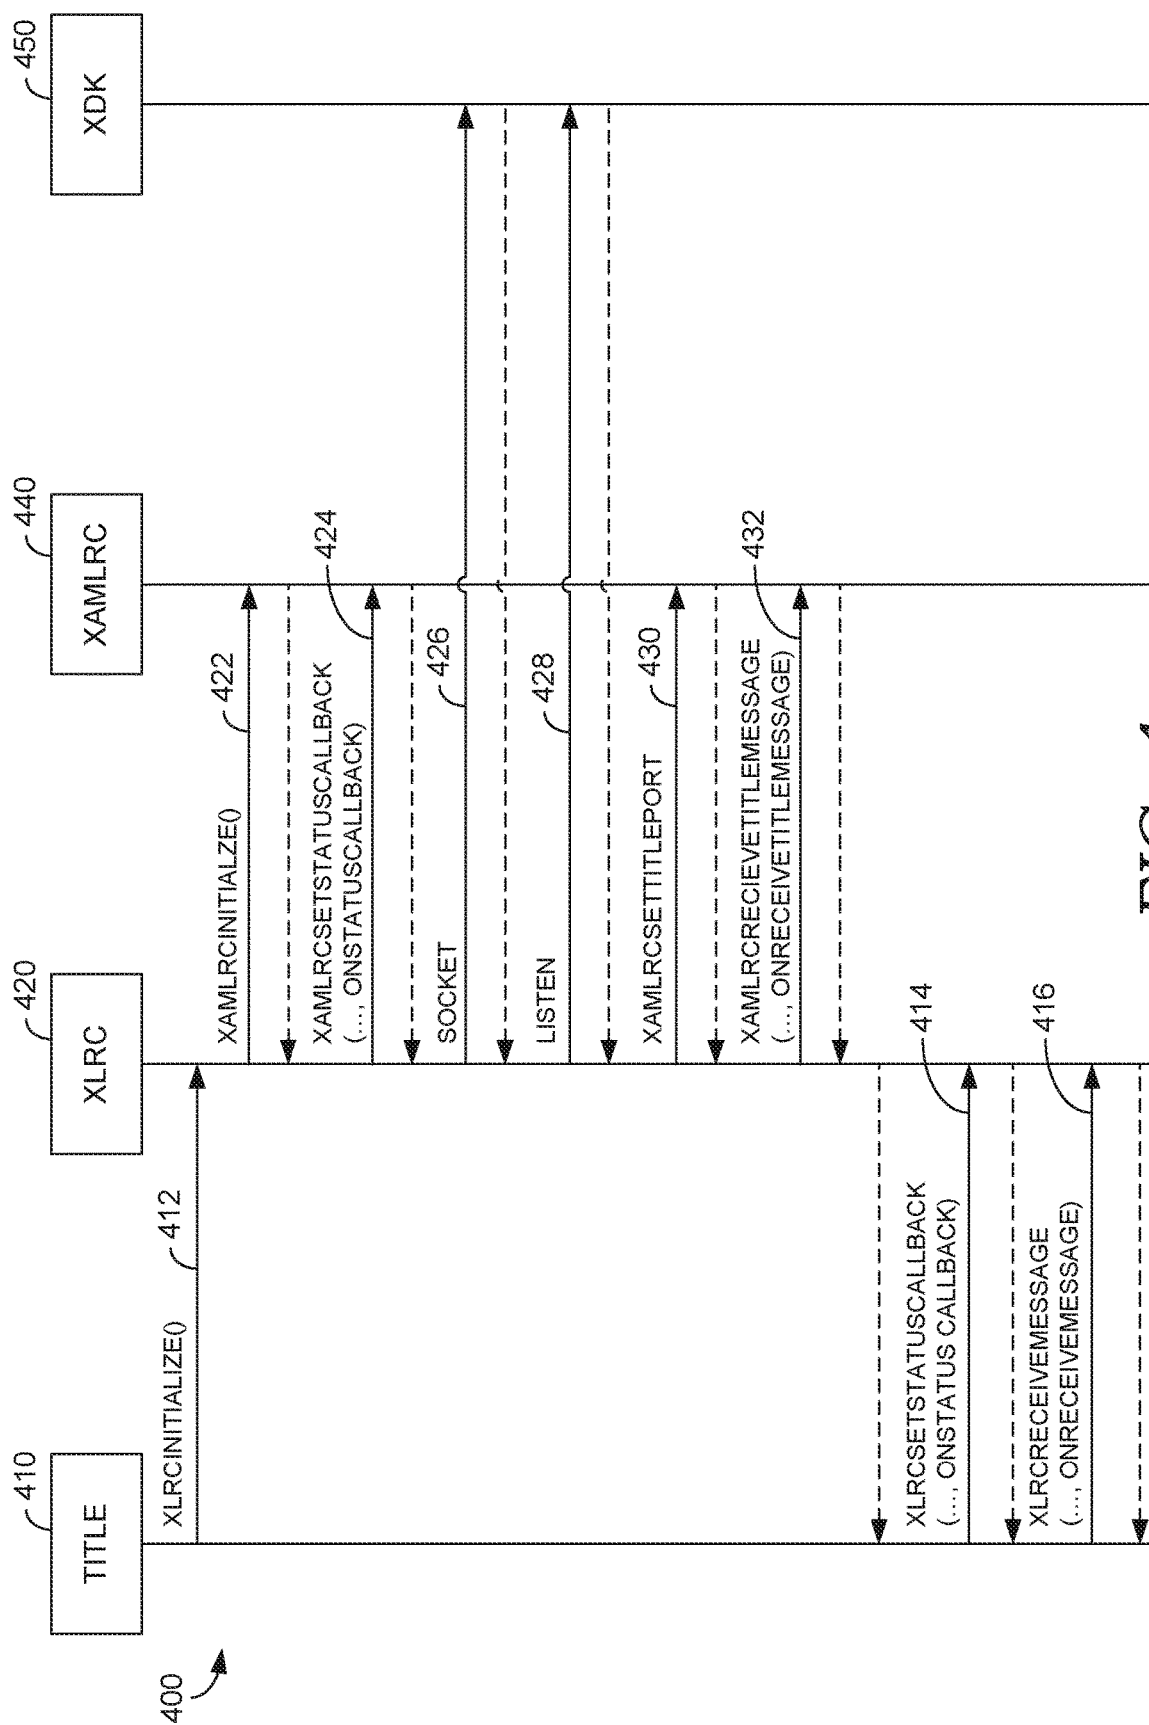 400
410
TITLE
420
XLRC
440
XAMLRC
450
XDK
XLRCINITIALIZE()
412
XAMLRCINITIALZE()
422
XAMLRCSETSTATUSCALLBACK
(..., ONSTATUSCALLBACK)
424
SOCKET
426
LISTEN
428
XAMLRCSETTITLEPORT
430
XAMLRCRECIEVETITLEMESSAGE
(..., ONRECEIVETITLEMESSAGE)
432
XLRCSETSTATUSCALLBACK
(..., ONSTATUS CALLBACK)
414
XLRCRECEIVEMESSAGE
(..., ONRECEIVEMESSAGE)
416